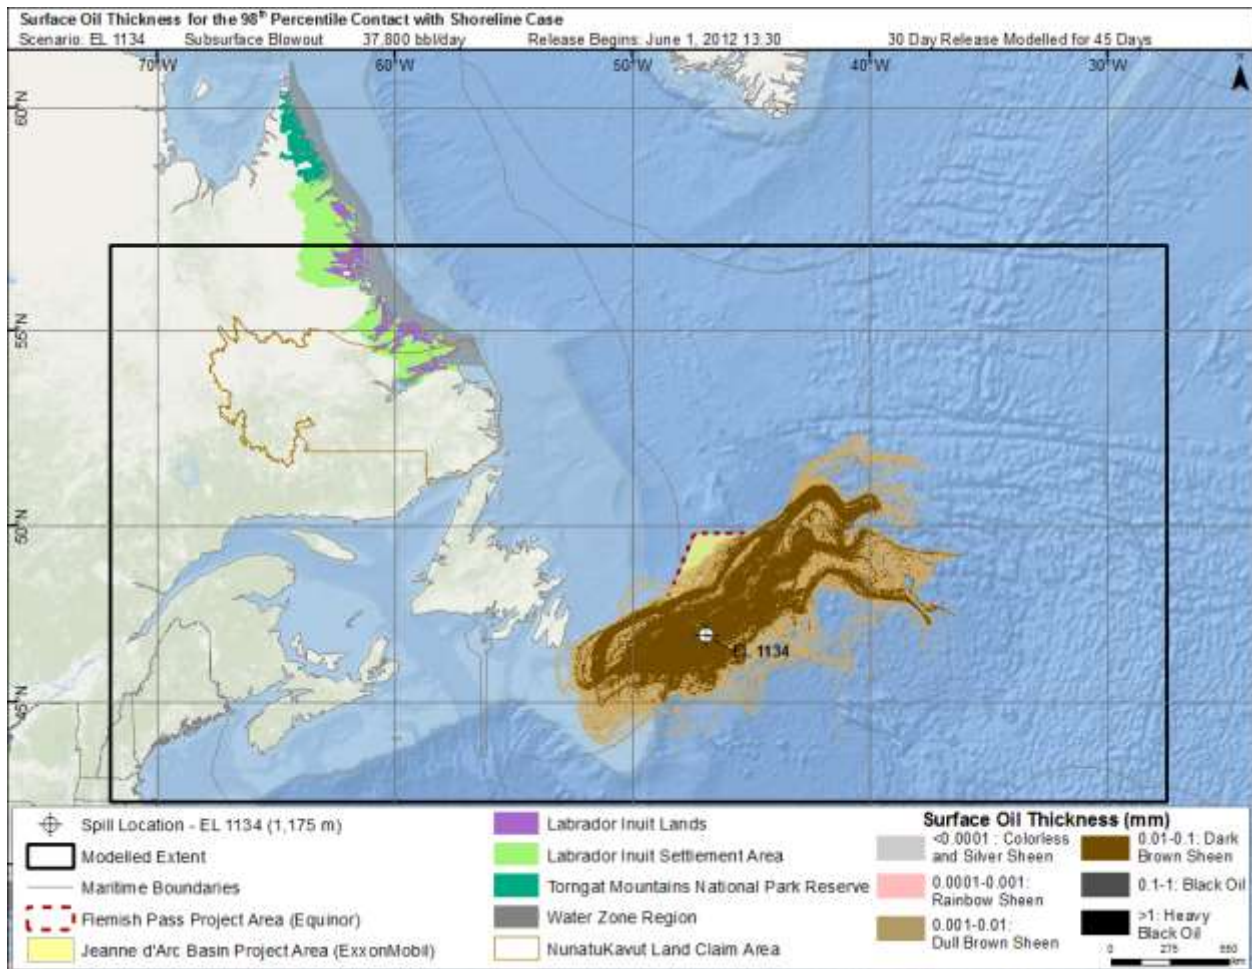 Surface Oil Thickness for the 98th Percentile Contact with Shoreline Case
Scenario: EL 1134 Subsurface Blowout 37,800 bbl/day Release Begins: June 1, 2012 13:30 30 Day Release Modelled for 45 Days
70°W 60°W 50°W 40°W 30°W
60°N
55°N
50°N
45°N
EL 1134
Spill Location - EL 1134 (1,175 m)
Modelled Extent
Maritime Boundaries
Flemish Pass Project Area (Equinor)
Jeanne d'Arc Basin Project Area (ExxonMobil)
Labrador Inuit Lands
Labrador Inuit Settlement Area
Torngat Mountains National Park Reserve
Water Zone Region
NunatuKavut Land Claim Area
Surface Oil Thickness (mm)
<0.0001 : Colorless
and Silver Sheen
0.0001-0.001:
Rainbow Sheen
0.001-0.01:
Dull Brown Sheen
0.01-0.1: Dark
Brown Sheen
0.1-1: Black Oil
>1: Heavy
Black Oil
0 275 550
km